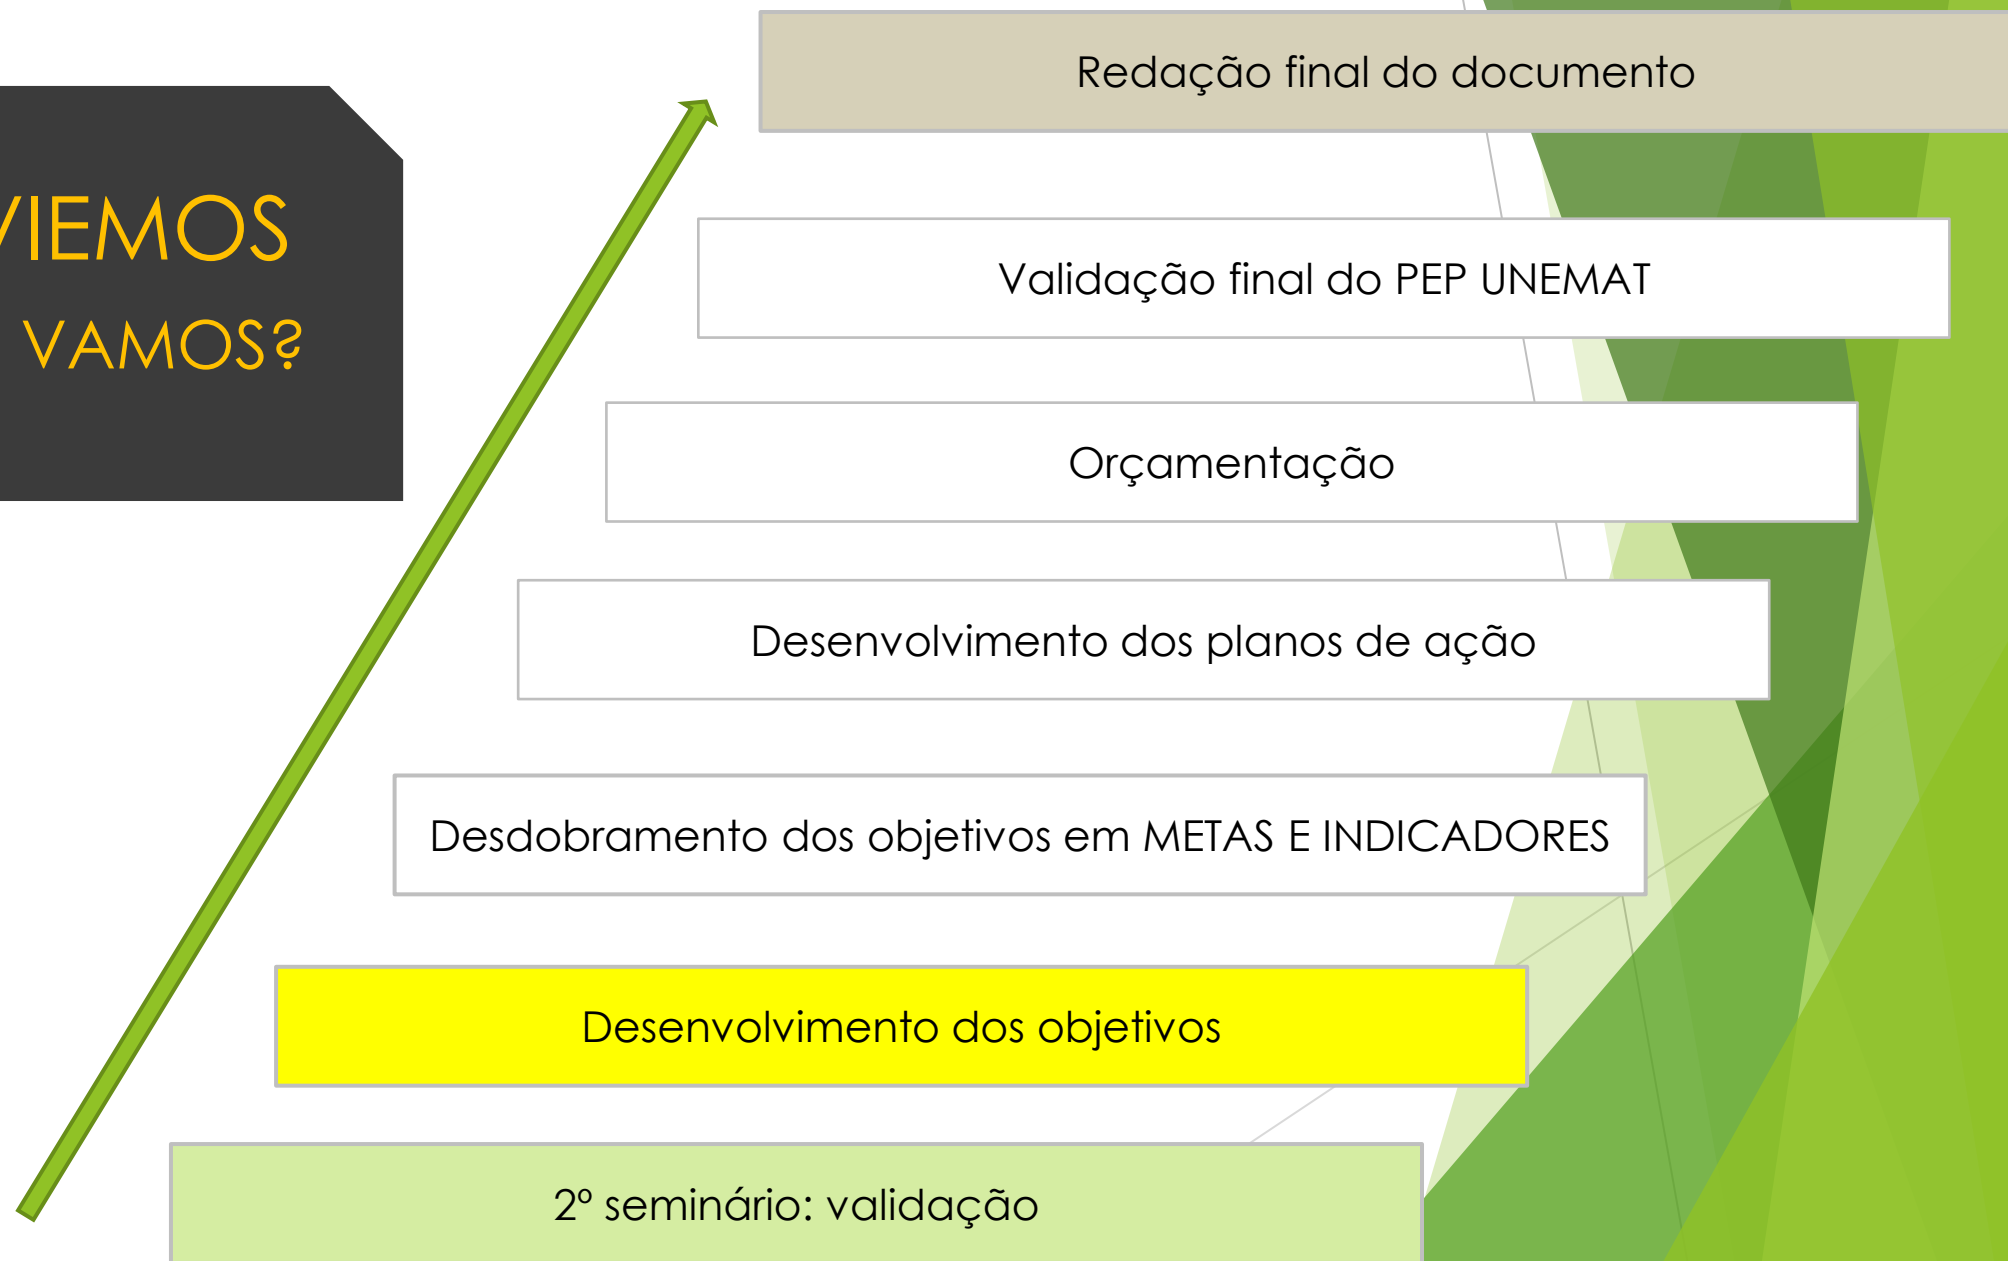 VIEMOS
VAMOS?
Redação final do documento
Validação final do PEP UNEMAT
Orçamentação
Desenvolvimento dos planos de ação
Desdobramento dos objetivos em METAS E INDICADORES
Desenvolvimento dos objetivos
2º seminário: validação